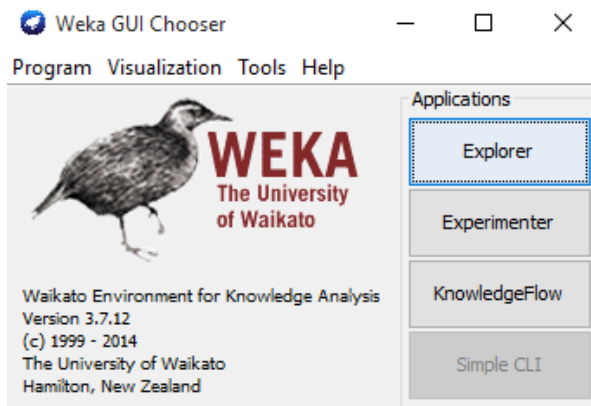 Weka GUI Chooser
Program Visualization Tools Help
Applications
Explorer
WEKA
The University
of Waikato
Experimenter
KnowledgeFlow
Simple CLI
Waikato Environment for Knowledge Analysis
Version 3.7.12
(c) 1999 - 2014
The University of Waikato
Hamilton, New Zealand